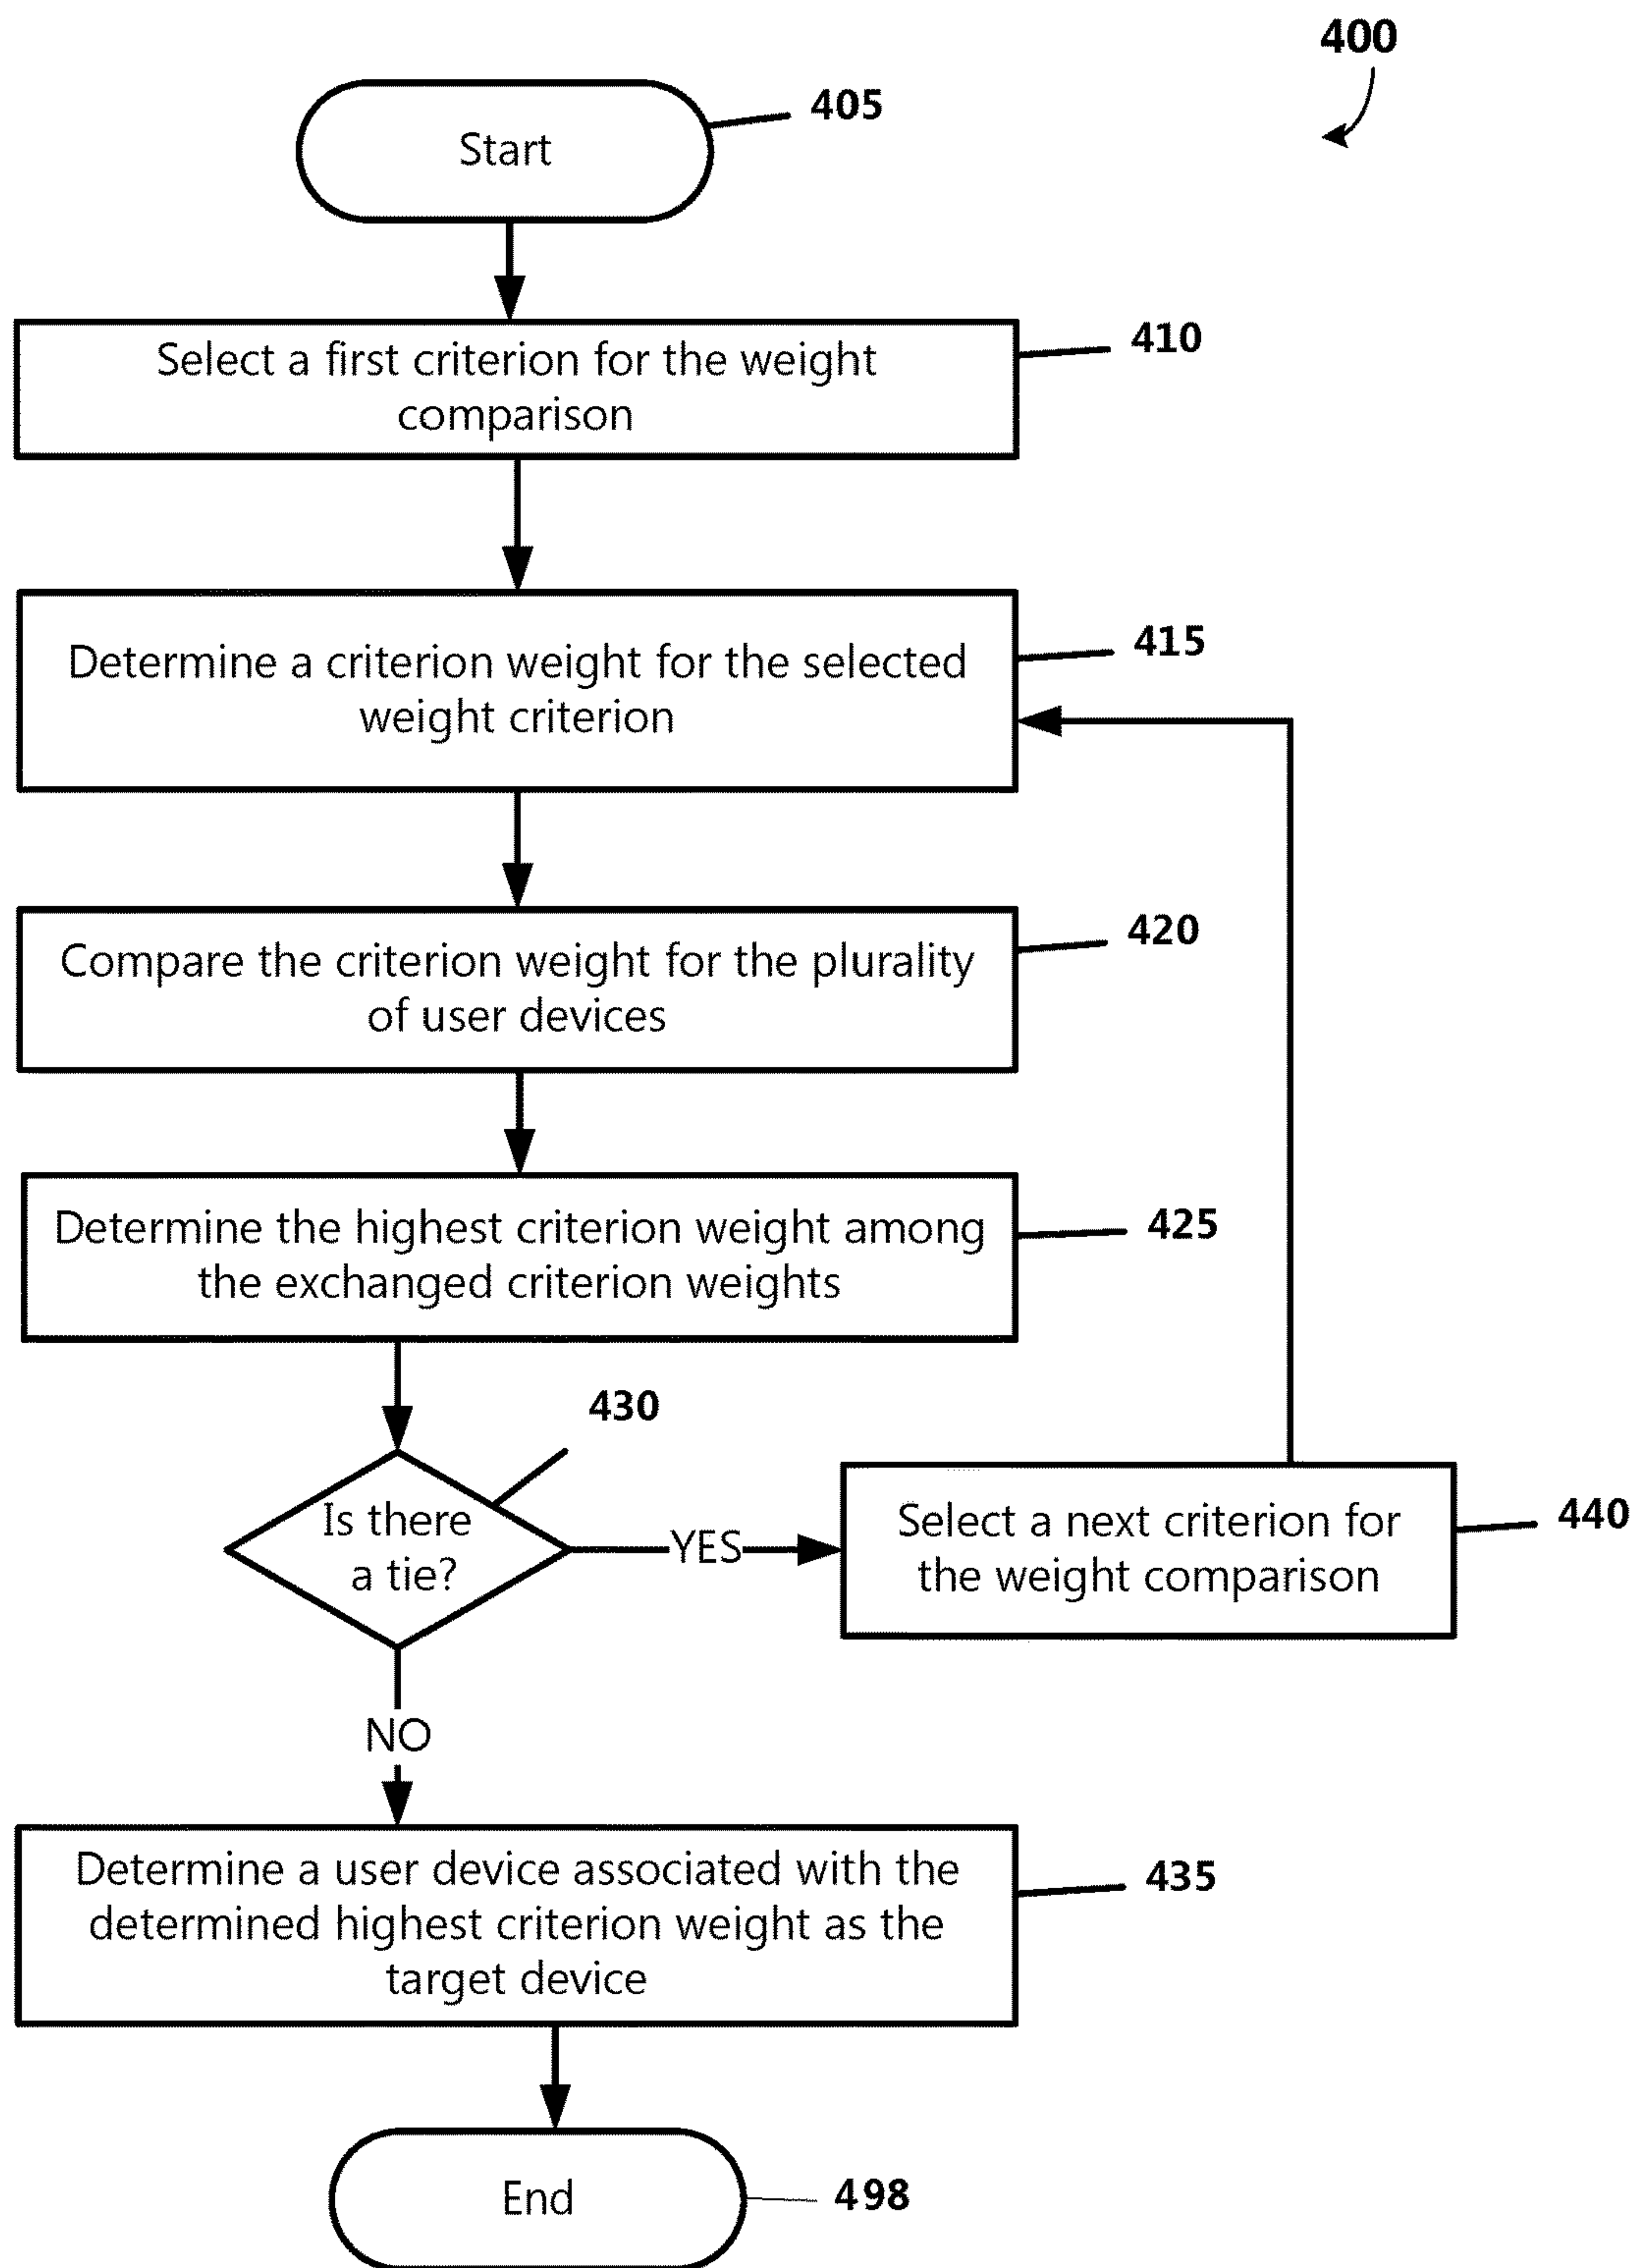 400
Start
405
Select a first criterion for the weight
comparison
410
Determine a criterion weight for the selected
weight criterion
415
Compare the criterion weight for the plurality
of user devices
420
Determine the highest criterion weight among
the exchanged criterion weights
425
430
Is there
a tie?
YES
Select a next criterion for
the weight comparison
440
NO
Determine a user device associated with the
determined highest criterion weight as the
target device
435
End
498